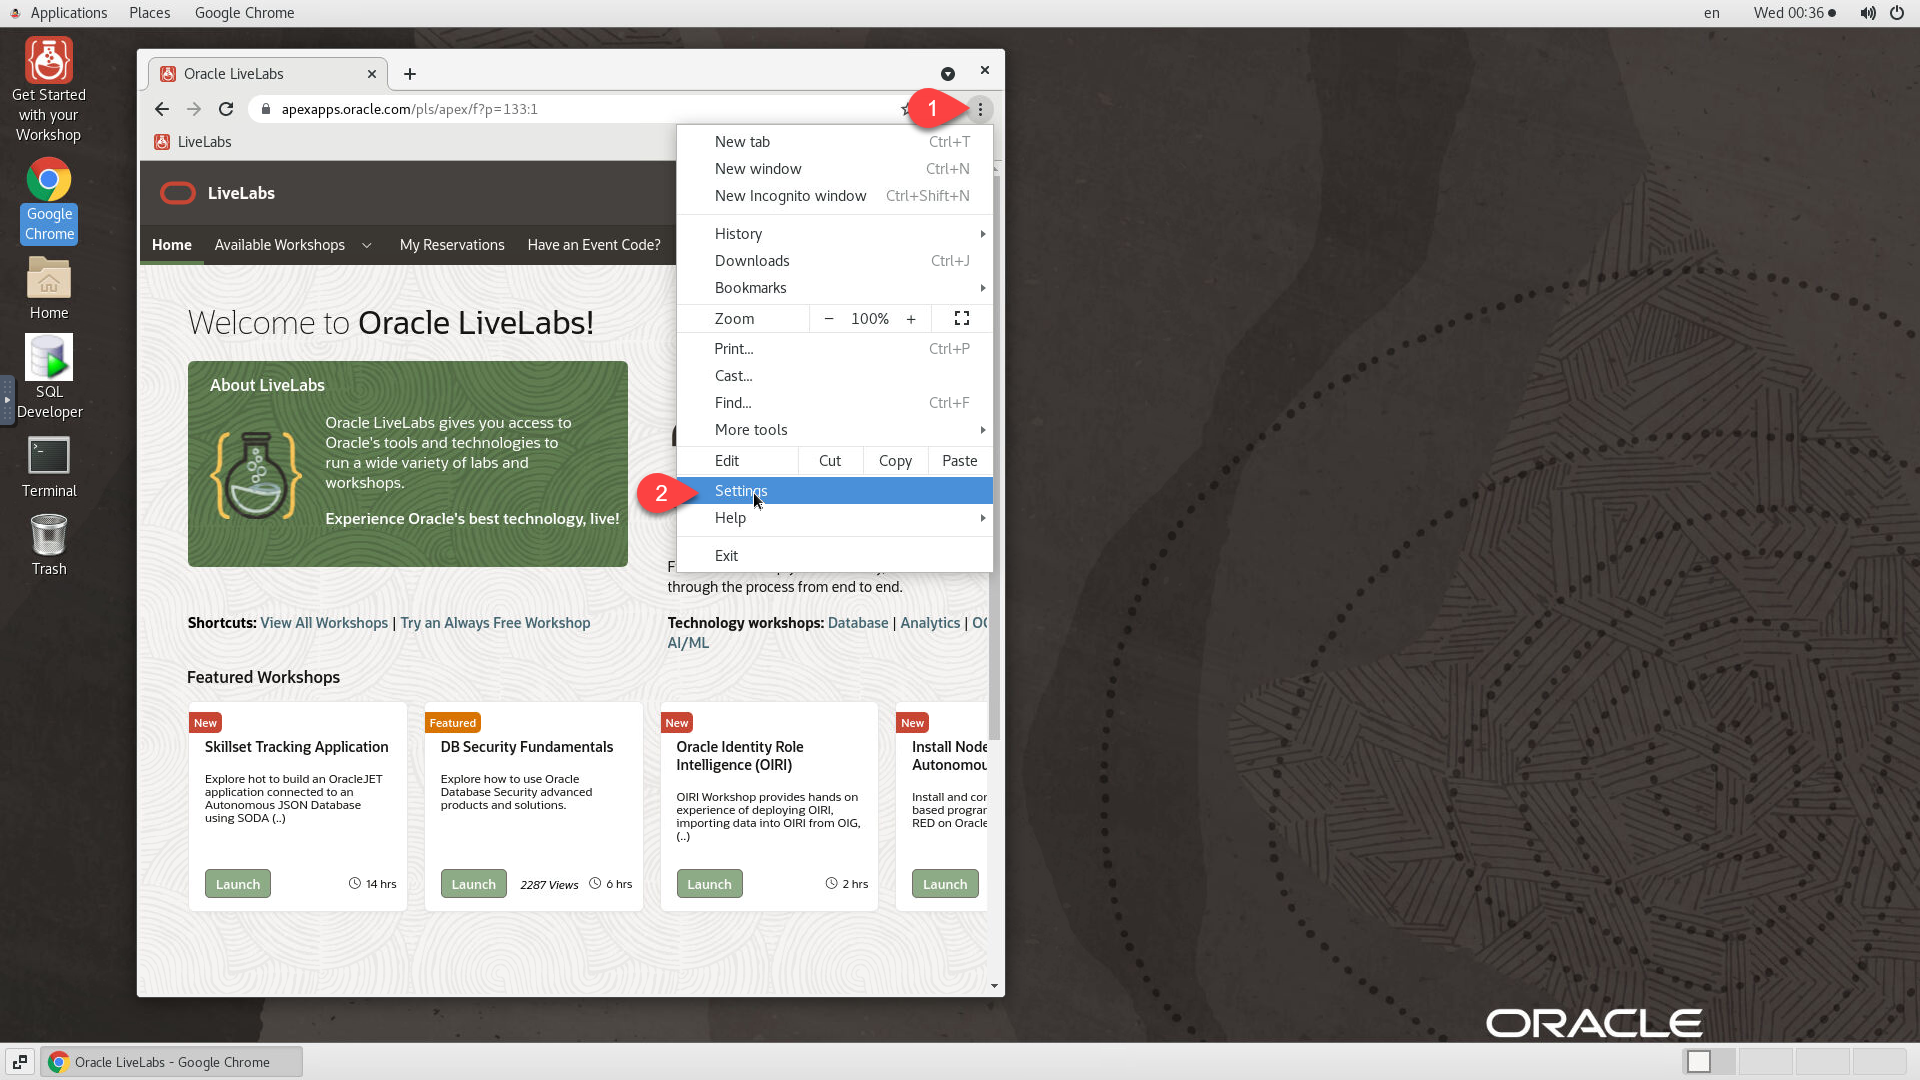 Applications Places Google Chrome en Wed 00:36
Get Started
with your
Workshop
Google
Chrome
Home
SQL
Developer
Terminal
Trash
Oracle LiveLabs
apexapps.oracle.com/pls/apex/f?p=133:1
1
LiveLabs
LiveLabs
Home Available Workshops My Reservations Have an Event Code?
New tab Ctrl+T
New window Ctrl+N
New Incognito window Ctrl+Shift+N
History
Downloads Ctrl+J
Bookmarks
Zoom − 100% +
Print... Ctrl+P
Cast...
Find... Ctrl+F
More tools
Edit Cut Copy Paste
2
Settings
Help
Exit
Welcome to Oracle LiveLabs!
About LiveLabs
Oracle LiveLabs gives you access to
Oracle's tools and technologies to
run a wide variety of labs and
workshops.
Experience Oracle's best technology, live!
through the process from end to end.
Shortcuts: View All Workshops | Try an Always Free Workshop
Technology workshops: Database | Analytics |
AI/ML
Featured Workshops
New
Skillset Tracking Application
Explore hot to build an OracleJET
application connected to an
Autonomous JSON Database
using SODA (..)
Launch 14 hrs
Featured
DB Security Fundamentals
Explore how to use Oracle
Database Security advanced
products and solutions.
Launch 2287 Views 6 hrs
New
Oracle Identity Role
Intelligence (OIRI)
OIRI Workshop provides hands on
experience of deploying OIRI,
importing data into OIRI from OIG,
(..)
Launch 2 hrs
New
Install Node
Autonomou
Install and cor
based prograr
RED on Oracle
Launch
ORACLE
Oracle LiveLabs - Google Chrome